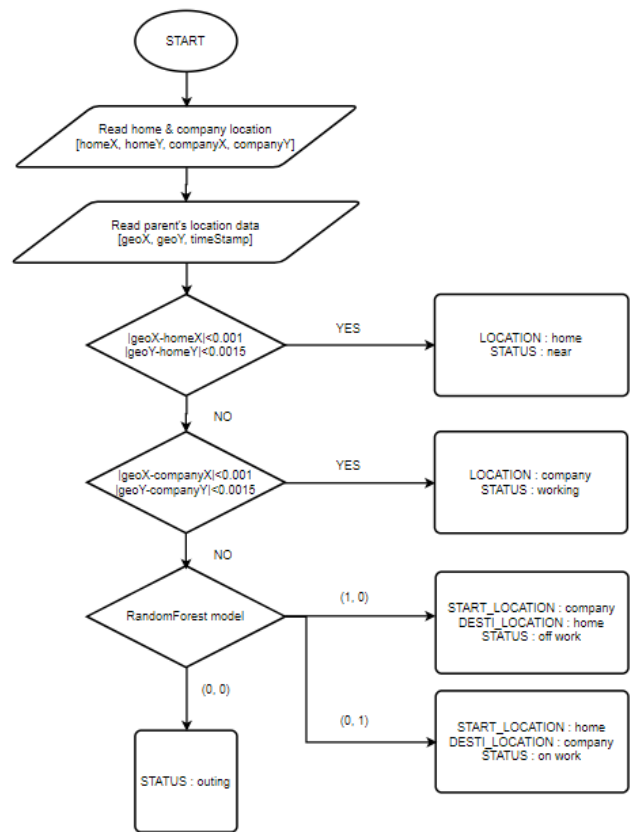 START
Read home & company location
[homeX, homeY, companyX, companyY]
Read parent's location data
[geoX, geoY, timeStamp]
|geoX-homeX|<0.001
|geoY-homeY|<0.0015
YES
LOCATION : home
STATUS : near
NO
|geoX-companyX|<0.001
|geoY-companyY|<0.0015
YES
LOCATION : company
STATUS : working
NO
RandomForest model
(1, 0)
START_LOCATION : company
DESTI_LOCATION : home
STATUS : off work
(0, 0)
(0, 1)
START_LOCATION : home
DESTI_LOCATION : company
STATUS : on work
STATUS : outing